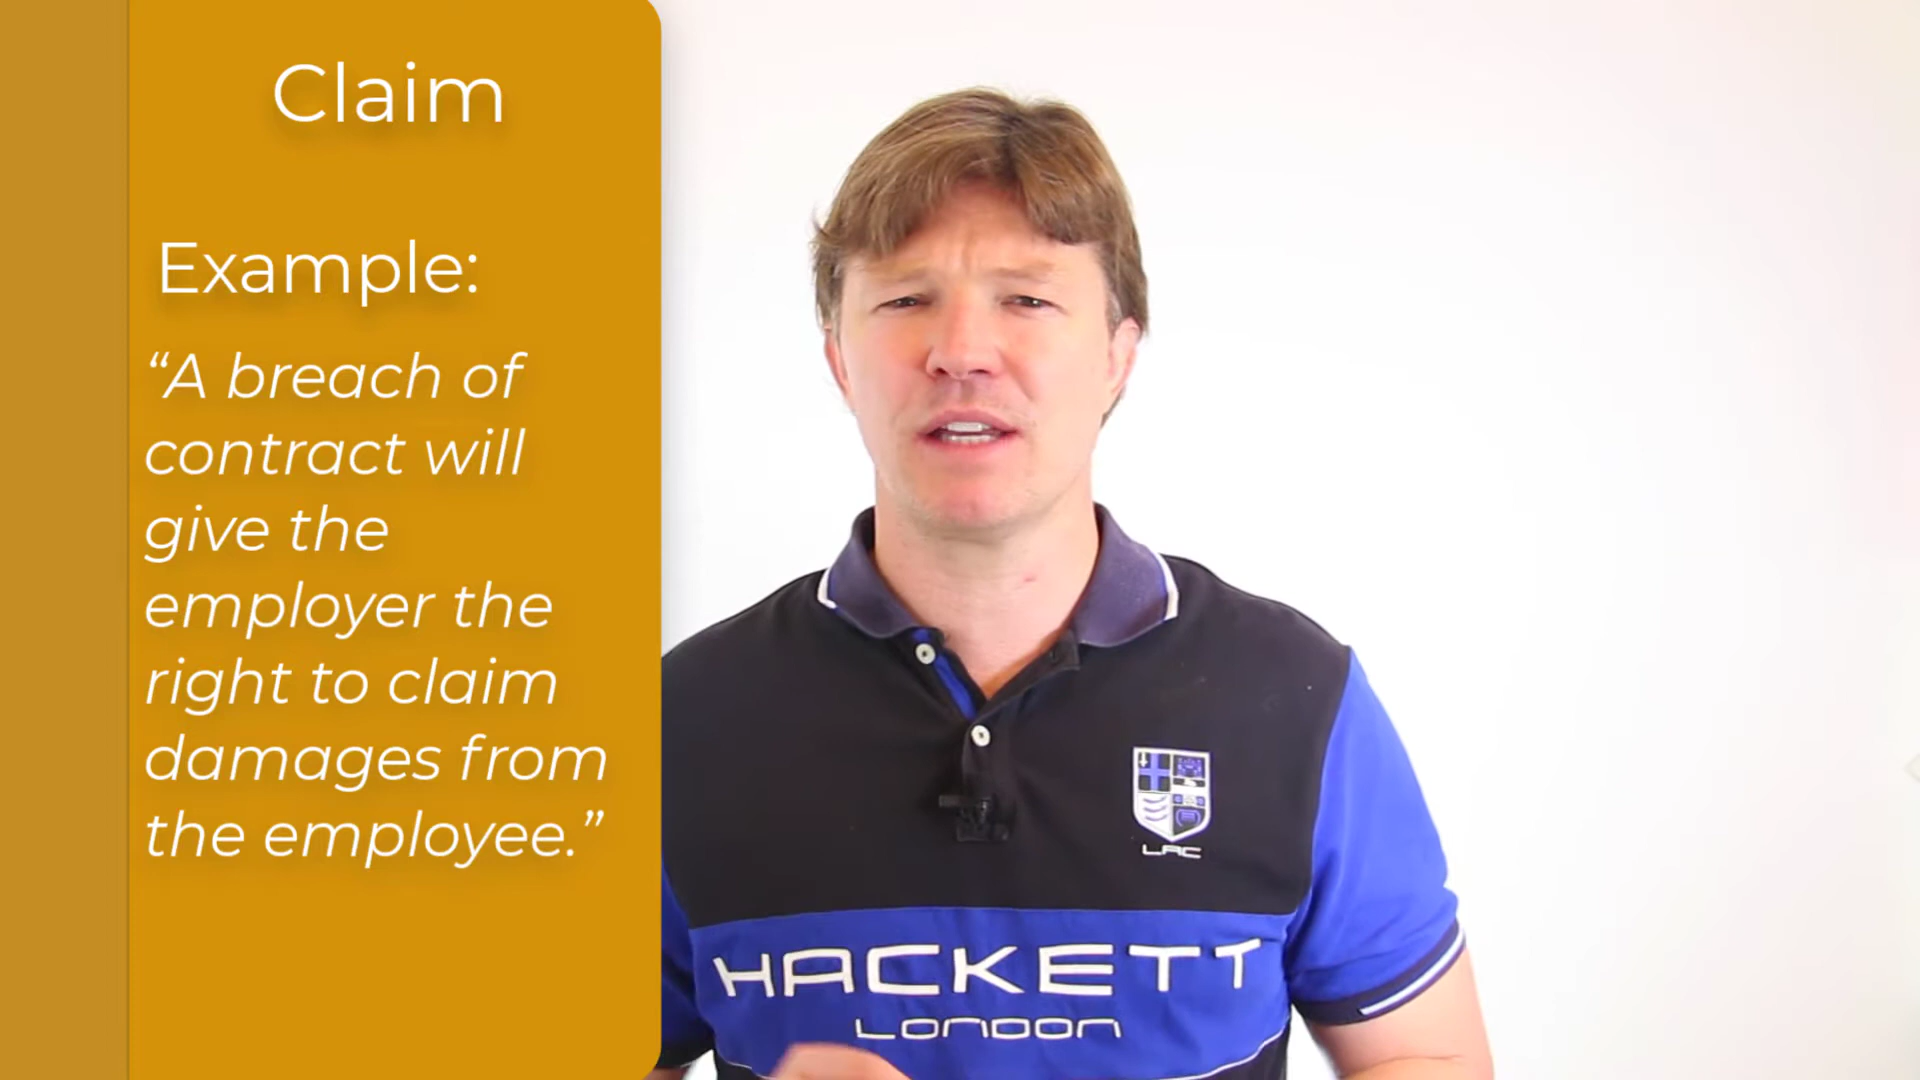 Claim
Example:
“A breach of
contract will
give the
employer the
right to claim
damages from
the employee.”
LAC
HACKETT
LONDON